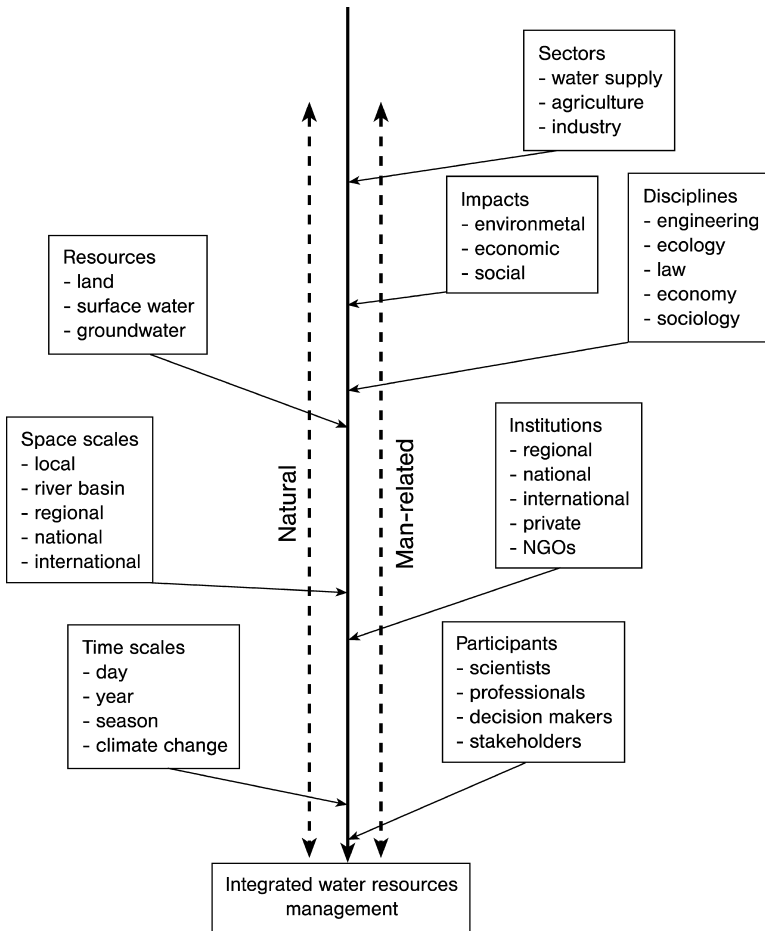 Sectors
- water supply
- agriculture
- industry
Impacts
- environmetal
- economic
- social
Disciplines
- engineering
- ecology
- law
- economy
- sociology
Resources
- land
- surface water
- groundwater
Space scales
- local
- river basin
- regional
- national
- international
Natural
Man-related
Institutions
- regional
- national
- international
- private
- NGOs
Time scales
- day
- year
- season
- climate change
Participants
- scientists
- professionals
- decision makers
- stakeholders
Integrated water resources
management